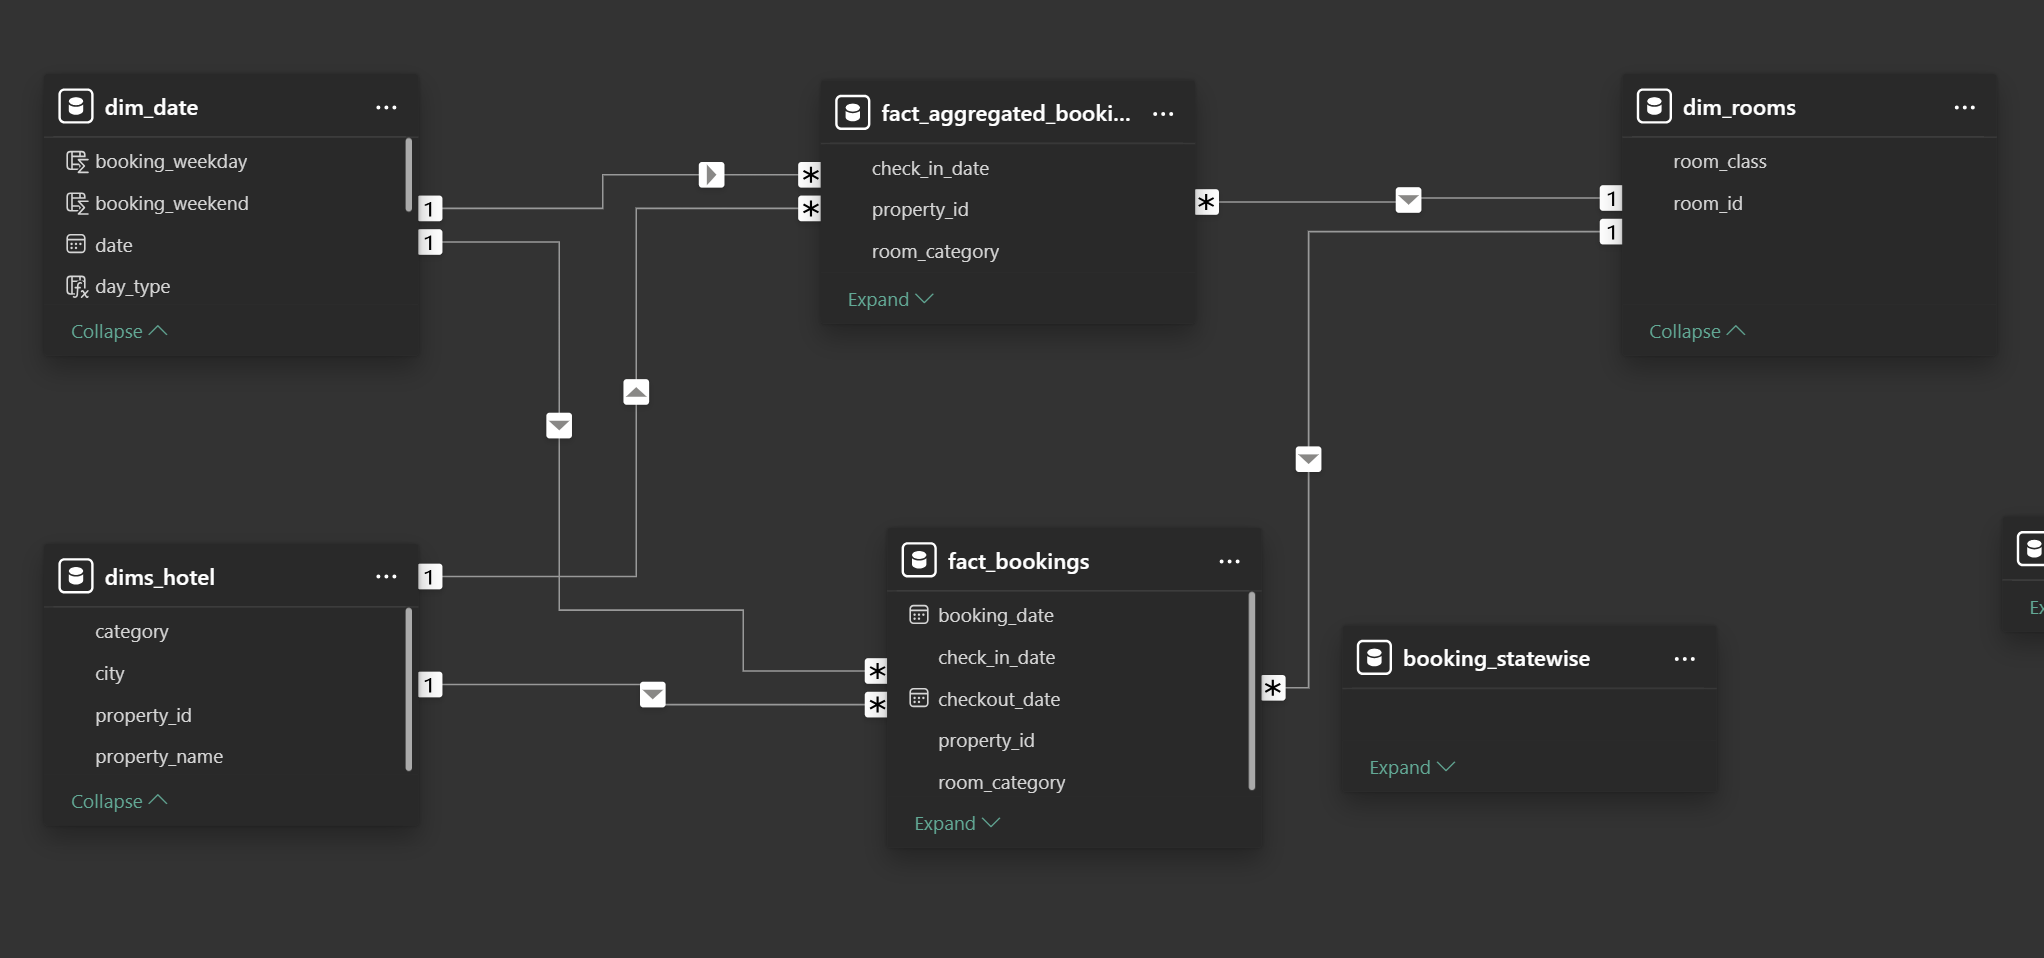 dim_date
booking_weekday
booking_weekend
date
day_type
Collapse
1
1
fact_aggregated_booki...
check_in_date
property_id
room_category
Expand
*
*
*
dim_rooms
room_class
room_id
Collapse
1
1
dims_hotel
category
city
property_id
property_name
Collapse
1
1
fact_bookings
booking_date
check_in_date
checkout_date
property_id
room_category
Expand
*
*
*
booking_statewise
Expand
Ex